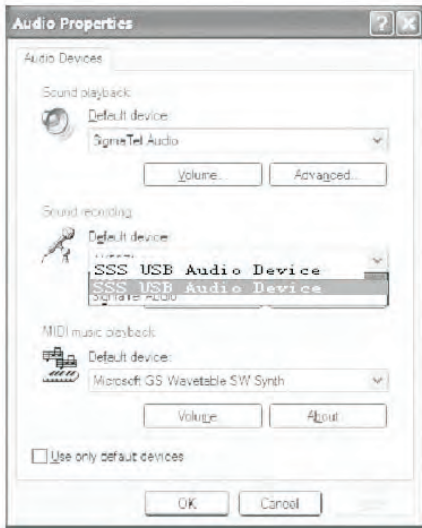 Audio Properties
Audio Devices
Sound playback
Default device:
SigmaTel Audio
Volume...
Advanced...
Sound recording
Default device:
SSS USB Audio Device
SSS USB Audio Device
SigmaTel Audio
MIDI music playback
Default device:
Microsoft GS Wavetable SW Synth
Volume
About
Use only default devices
OK
Cancel